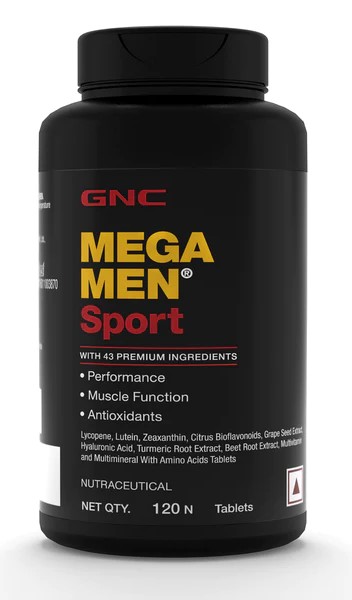 GNC
MEGA
MEN®
Sport
WITH 43 PREMIUM INGREDIENTS
• Performance
• Muscle Function
• Antioxidants
Lycopene, Lutein, Zeaxanthin, Citrus Bioflavonoids, Grape Seed Extract,
Hyaluronic Acid, Turmeric Root Extract, Beet Root Extract, Multivitamin
and Multimineral With Amino Acids Tablets
NUTRACEUTICAL
NET QTY. 120 N Tablets